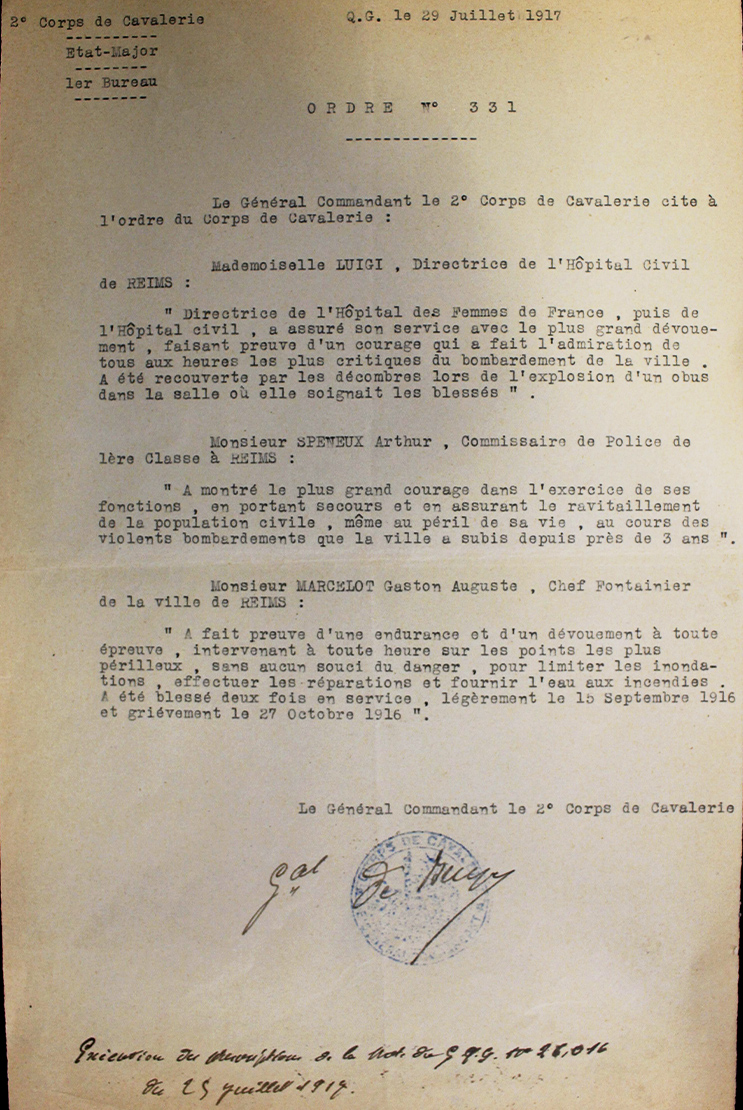 2° Corps de Cavalerie
Q.G. le 29 Juillet 1917
Etat-Major
1er Bureau
ORDRE N° 331
Le Général Commandant le 2° Corps de Cavalerie cite à
l'ordre du Corps de Cavalerie :
Mademoiselle LUIGI , Directrice de l'Hôpital Civil
de REIMS :
" Directrice de l'Hôpital des Femmes de France , puis de
l'Hôpital civil , a assuré son service avec le plus grand dévoue-
ment , faisant preuve d'un courage qui a fait l'admiration de
tous aux heures les plus critiques du bombardement de la ville .
A été recouverte par les décombres lors de l'explosion d'un obus
dans la salle où elle soignait les blessés " .
Monsieur SPENEUX Arthur , Commissaire de Police de
1ère Classe à REIMS :
" A montré le plus grand courage dans l'exercice de ses
fonctions , en portant secours et en assurant le ravitaillement
de la population civile , même au péril de sa vie , au cours des
violents bombardements que la ville a subis depuis près de 3 ans ".
Monsieur MARCELOT Gaston Auguste , Chef Fontainier
de la ville de REIMS :
" A fait preuve d'une endurance et d'un dévouement à toute
épreuve , intervenant à toute heure sur les points les plus
périlleux , sans aucun souci du danger , pour limiter les inonda-
tions , effectuer les réparations et fournir l'eau aux incendies .
A été blessé deux fois en service , légèrement le 15 Septembre 1916
et griévement le 27 Octobre 1916 ".
Le Général Commandant le 2° Corps de Cavalerie
Gal de
CORPS DE CAVA
Exécution des prescriptions de la Note du G.Q.G. N° 28,016
du 25 juillet 1917.